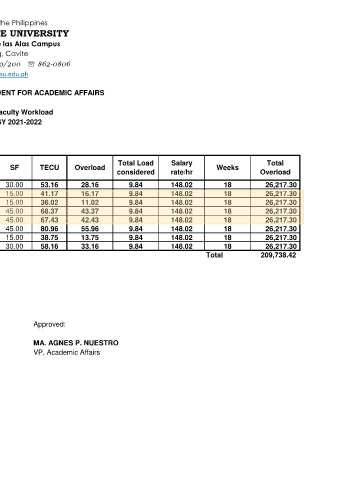 the Philippines
E UNIVERSITY
e las Alas Campus
g, Cavite
0/200 ☏ 862-0806
su.edu.ph
DENT FOR ACADEMIC AFFAIRS
aculty Workload
SY 2021-2022
SF TECU Overload Total Load considered Salary rate/hr Weeks Total Overload
30.00 53.16 28.16 9.84 148.02 18 26,217.30
15.00 41.17 16.17 9.84 148.02 18 26,217.30
15.00 36.02 11.02 9.84 148.02 18 26,217.30
45.00 68.37 43.37 9.84 148.02 18 26,217.30
45.00 67.43 42.43 9.84 148.02 18 26,217.30
45.00 80.96 55.96 9.84 148.02 18 26,217.30
15.00 38.75 13.75 9.84 148.02 18 26,217.30
30.00 58.16 33.16 9.84 148.02 18 26,217.30
Total 209,738.42
Approved:
MA. AGNES P. NUESTRO
VP, Academic Affairs